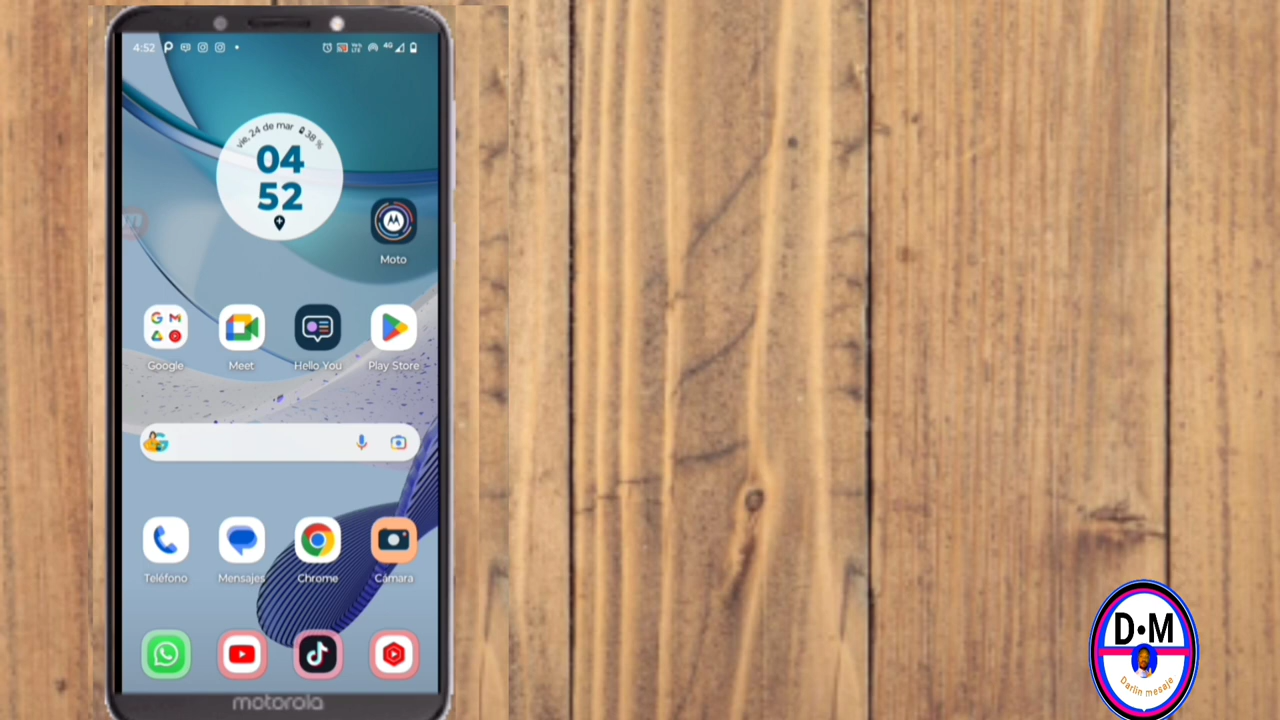 4:52
4G
vie, 24 de mar 38 %
04
52
Moto
Google
Meet
Hello You
Play Store
Teléfono
Mensajes
Chrome
Cámara
motorola
D•M
Darlin mesaje